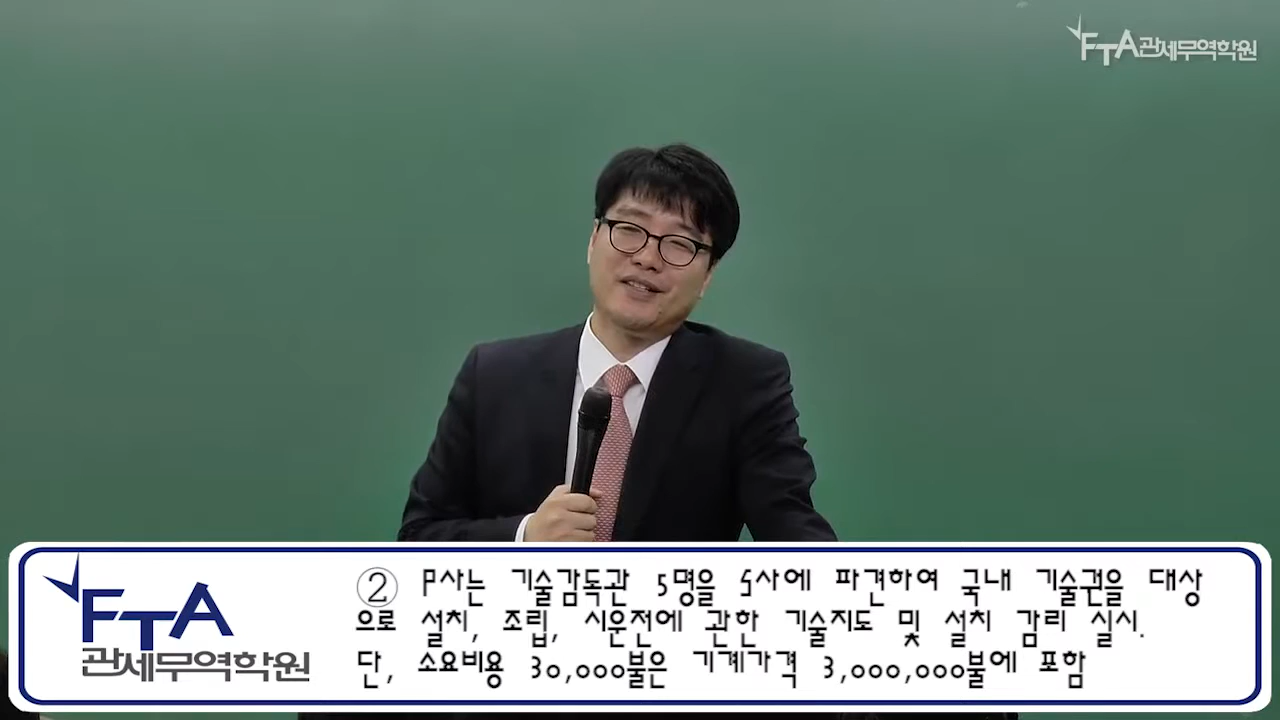 FTA관세무역학원
FTA
관세무역학원
② P사는 기술감독관 5명을 S사에 파견하여 국내 기술권을 대상
으로 설치, 조립, 시운전에 관한 기술지도 및 설치 감리 실시.
단, 소요비용 30,000불은 기계가격 3,000,000불에 포함